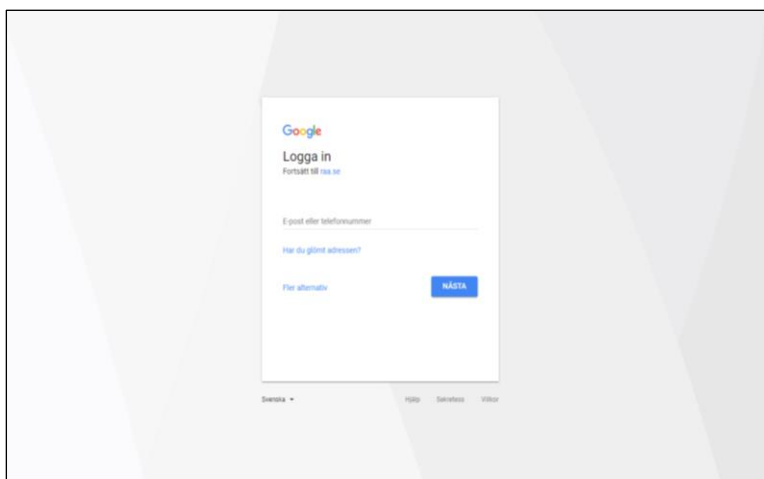 Google
Logga in
Fortsätt till raa.se
E-post eller telefonnummer
Har du glömt adressen?
Fler alternativ
NÄSTA
Svenska
Hjälp Sekretess Villkor